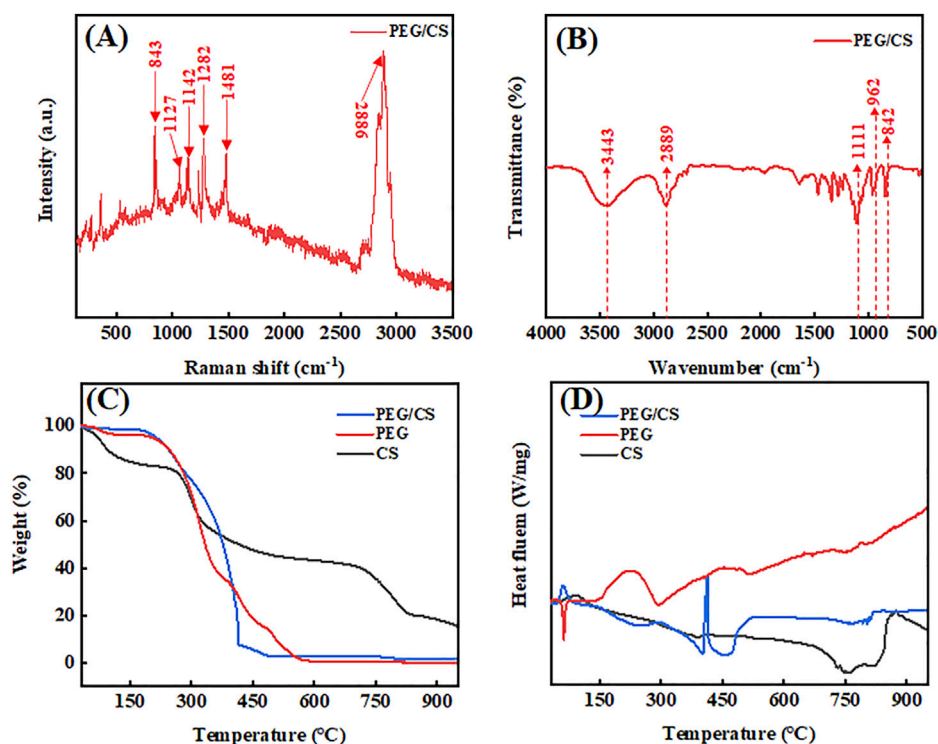 (A)
PEG/CS
843
1127
1142
1282
1481
2886
Intensity (a.u.)
500 1000 1500 2000 2500 3000 3500
Raman shift (cm⁻¹)
(B)
PEG/CS
3443
2889
1111
962
842
Transmittance (%)
4000 3500 3000 2500 2000 1500 1000 500
Wavenumber (cm⁻¹)
(C)
PEG/CS
PEG
CS
100
80
60
40
20
0
Weight (%)
150 300 450 600 750 900
Temperature (°C)
(D)
PEG/CS
PEG
CS
Heat fluem (W/mg)
150 300 450 600 750 900
Temperature (°C)